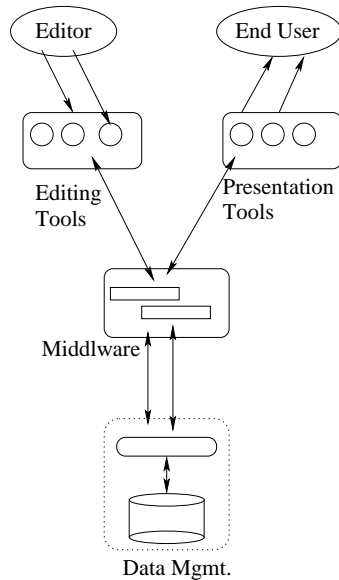 Editor
End User
Editing
Tools
Presentation
Tools
Middlware
Data Mgmt.